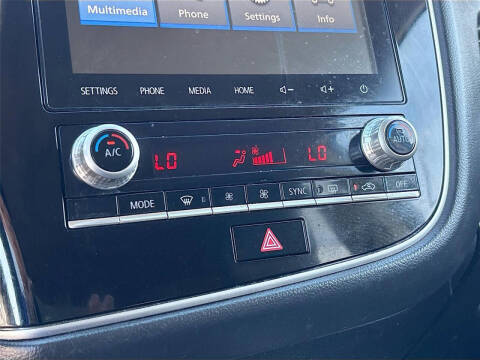 Multimedia Phone Settings Info
SETTINGS PHONE MEDIA HOME
A/C LO LO AUTO
MODE SYNC OFF